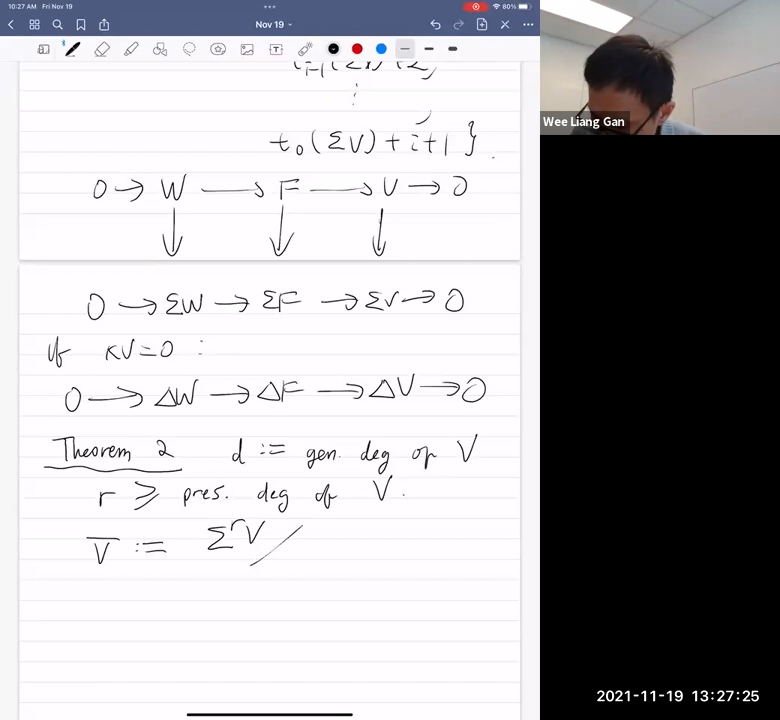 10:27 AM Fri Nov 19
80%
Nov 19
t₀(ΣV) + i+1 }.
0 → W → F → V → 0
0 → ΣW → ΣF → ΣV → 0
if κV=0 :
0 → ΔW → ΔF → ΔV → 0
Theorem 2 d := gen. deg of V
r ≥ pres. deg of V.
V̅ := ΣʳV /
Wee Liang Gan
2021-11-19 13:27:25